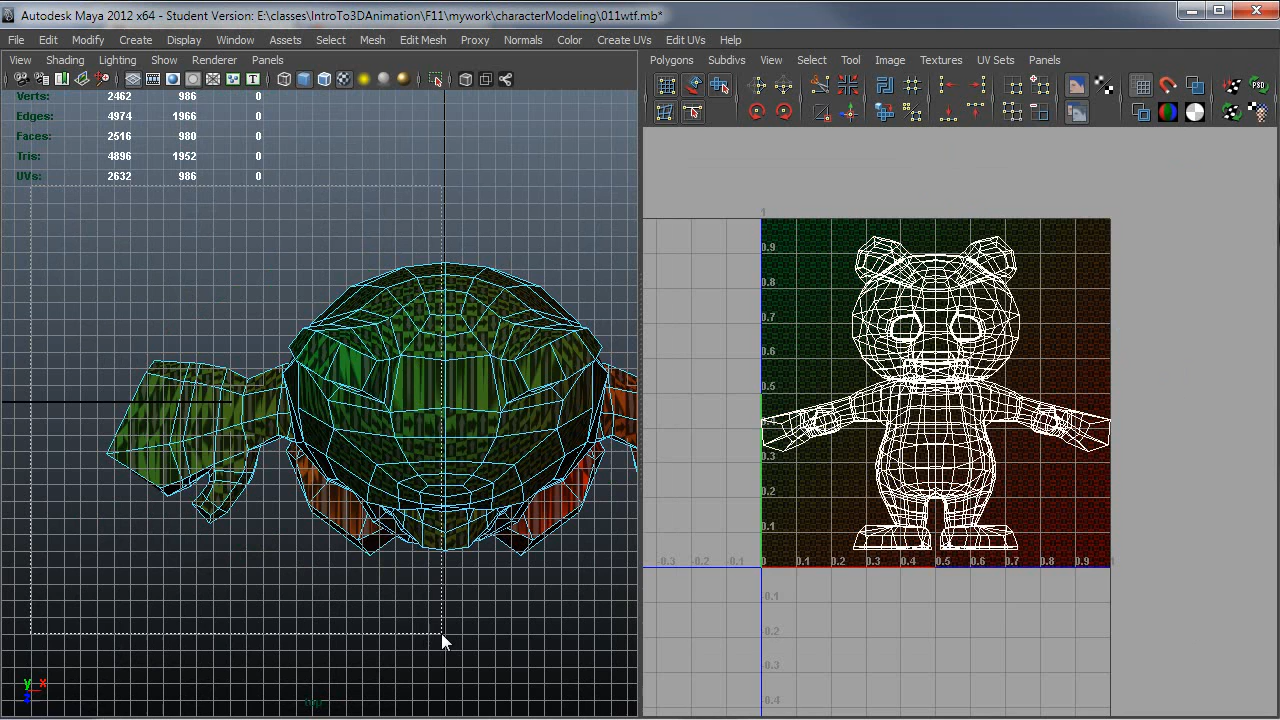 Autodesk Maya 2012 x64 - Student Version: E:\classes\IntroTo3DAnimation\F11\mywork\characterModeling\011wtf.mb*
File Edit Modify Create Display Window Assets Select Mesh Edit Mesh Proxy Normals Color Create UVs Edit UVs Help
View Shading Lighting Show Renderer Panels
Polygons Subdivs View Select Tool Image Textures UV Sets Panels
T
PSD
Verts: 2462 986 0
Edges: 4974 1966 0
Faces: 2516 980 0
Tris: 4896 1952 0
UVs: 2632 986 0
1
0.9
0.8
0.7
0.6
0.5
0.4
0.3
0.2
0.1
-0.3 -0.2 -0.1 0 0.1 0.2 0.3 0.4 0.5 0.6 0.7 0.8 0.9 1
-0.1
-0.2
-0.3
-0.4
y x
z
top